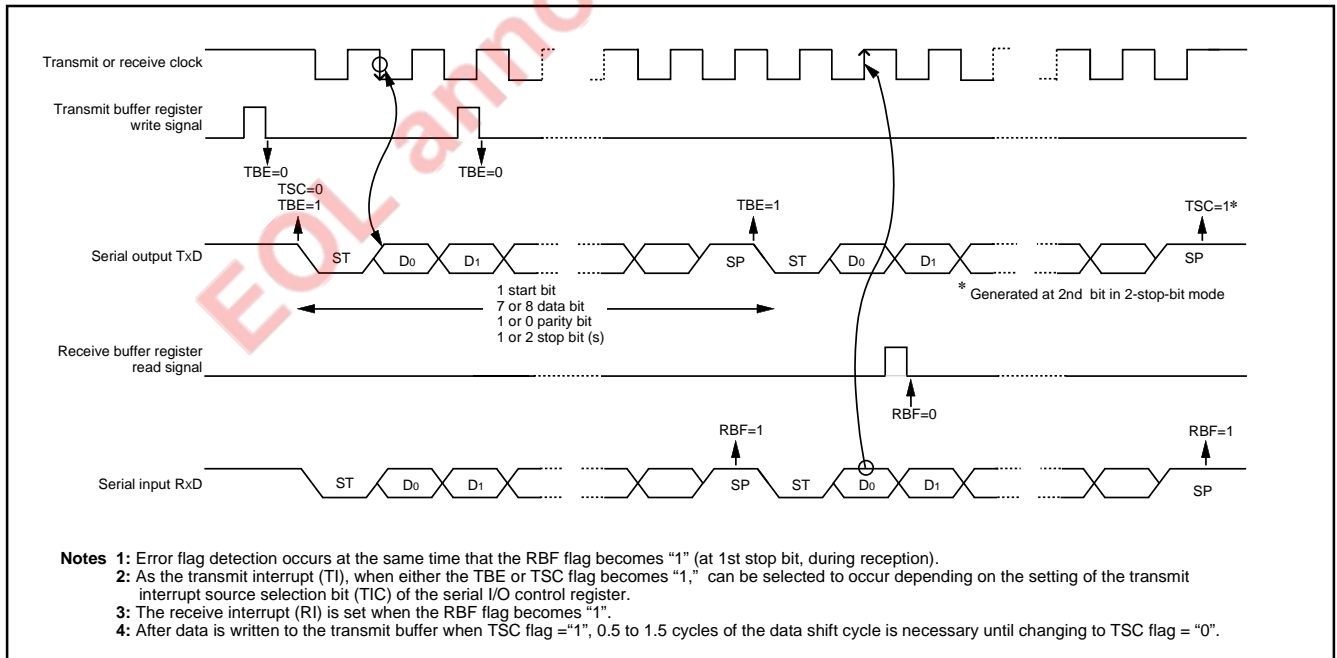 Transmit or receive clock
Transmit buffer register
write signal
TBE=0
TBE=0
TSC=0
TBE=1
TBE=1
TSC=1*
Serial output TxD
ST
D0
D1
SP
ST
D0
D1
SP
1 start bit
7 or 8 data bit
1 or 0 parity bit
1 or 2 stop bit (s)
* Generated at 2nd bit in 2-stop-bit mode
Receive buffer register
read signal
RBF=0
RBF=1
RBF=1
Serial input RxD
ST
D0
D1
SP
ST
D0
D1
SP
Notes 1: Error flag detection occurs at the same time that the RBF flag becomes “1” (at 1st stop bit, during reception).
2: As the transmit interrupt (TI), when either the TBE or TSC flag becomes “1,” can be selected to occur depending on the setting of the transmit
interrupt source selection bit (TIC) of the serial I/O control register.
3: The receive interrupt (RI) is set when the RBF flag becomes “1”.
4: After data is written to the transmit buffer when TSC flag =“1”, 0.5 to 1.5 cycles of the data shift cycle is necessary until changing to TSC flag = “0”.
EOL anno